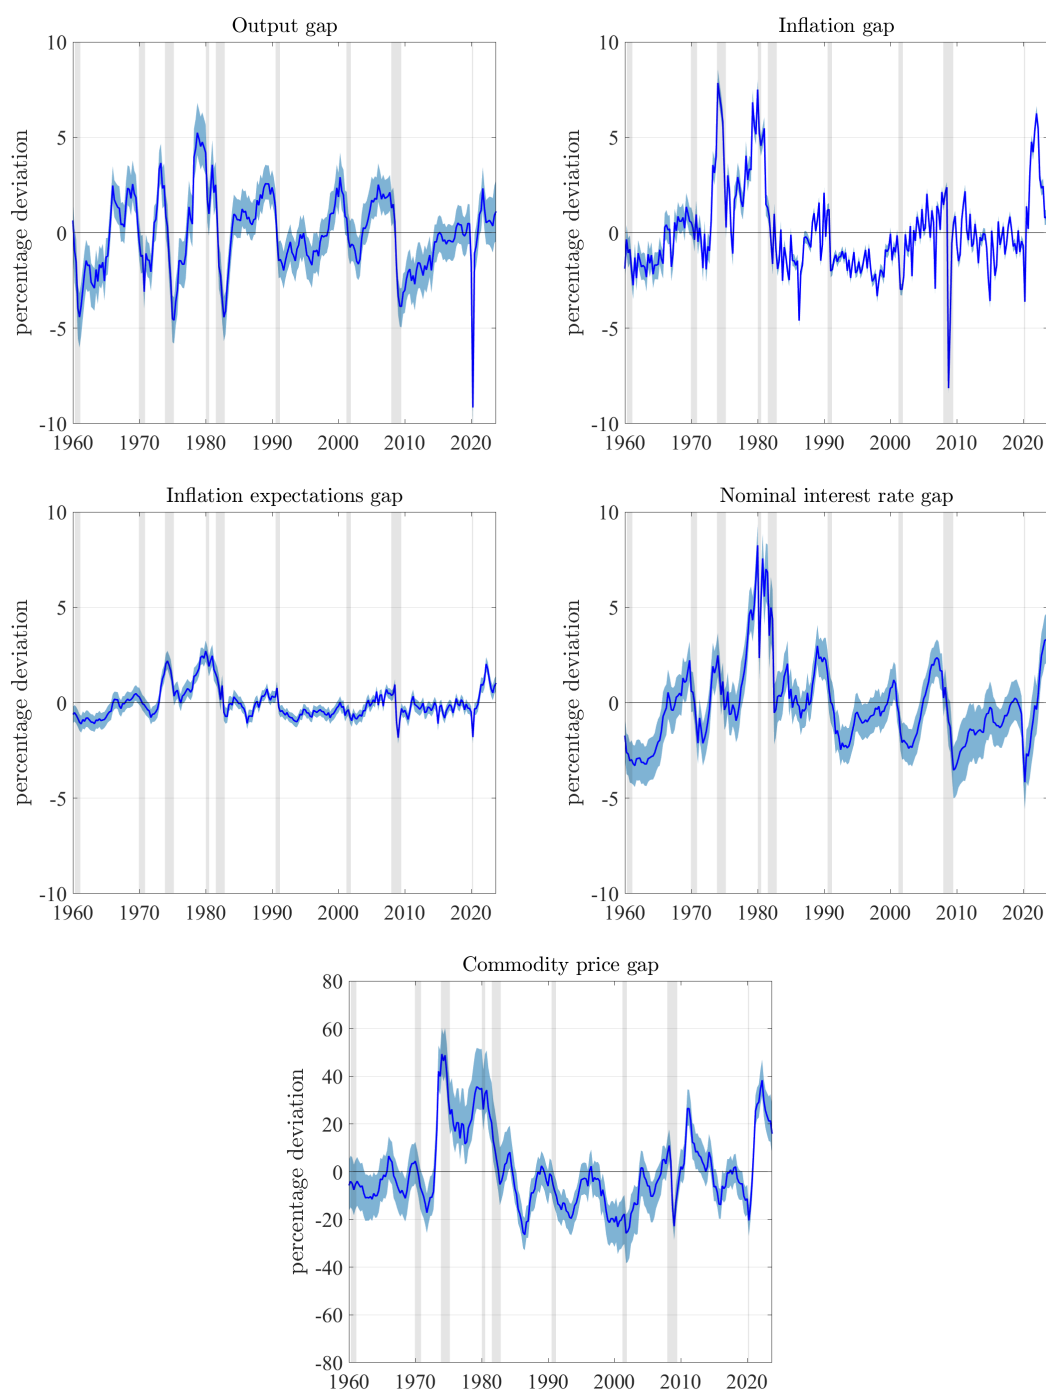 Output gap
percentage deviation
10
5
0
-5
-10
1960 1970 1980 1990 2000 2010 2020
Inflation gap
percentage deviation
10
5
0
-5
-10
1960 1970 1980 1990 2000 2010 2020
Inflation expectations gap
percentage deviation
10
5
0
-5
-10
1960 1970 1980 1990 2000 2010 2020
Nominal interest rate gap
percentage deviation
10
5
0
-5
-10
1960 1970 1980 1990 2000 2010 2020
Commodity price gap
percentage deviation
80
60
40
20
0
-20
-40
-60
-80
1960 1970 1980 1990 2000 2010 2020